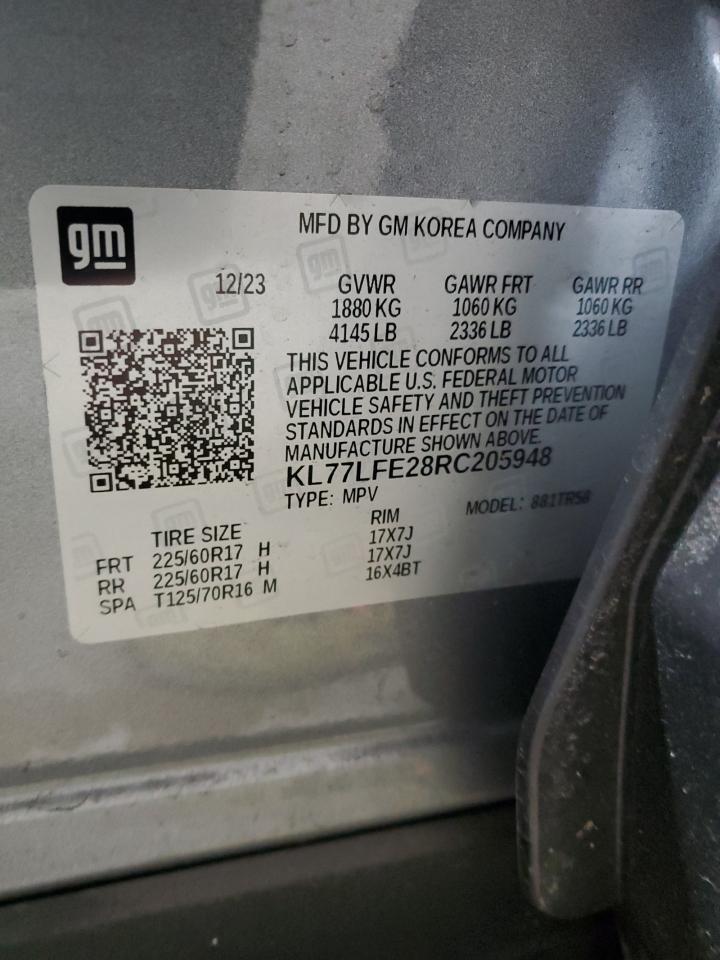 gm
MFD BY GM KOREA COMPANY
12/23 GVWR GAWR FRT GAWR RR
1880 KG 1060 KG 1060 KG
4145 LB 2336 LB 2336 LB
THIS VEHICLE CONFORMS TO ALL
APPLICABLE U.S. FEDERAL MOTOR
VEHICLE SAFETY AND THEFT PREVENTION
STANDARDS IN EFFECT ON THE DATE OF
MANUFACTURE SHOWN ABOVE.
KL77LFE28RC205948
TYPE: MPV MODEL: 881TR58
TIRE SIZE RIM
FRT 225/60R17 H 17X7J
RR 225/60R17 H 17X7J
SPA T125/70R16 M 16X4BT